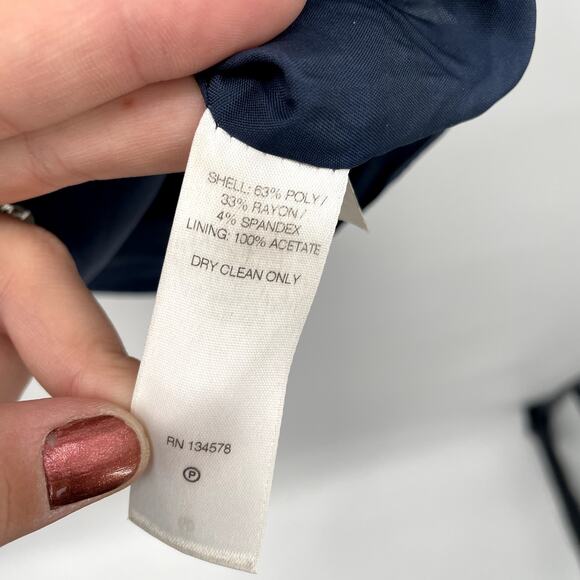 SHELL: 63% POLY/
33% RAYON/
4% SPANDEX
LINING: 100% ACETATE
DRY CLEAN ONLY
RN 134578
P